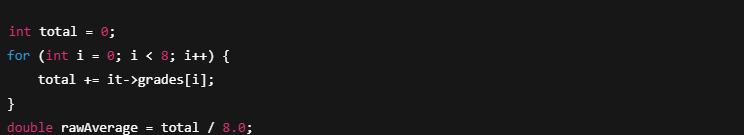 int total = 0;
for (int i = 0; i < 8; i++) {
    total += it->grades[i];
}
double rawAverage = total / 8.0;